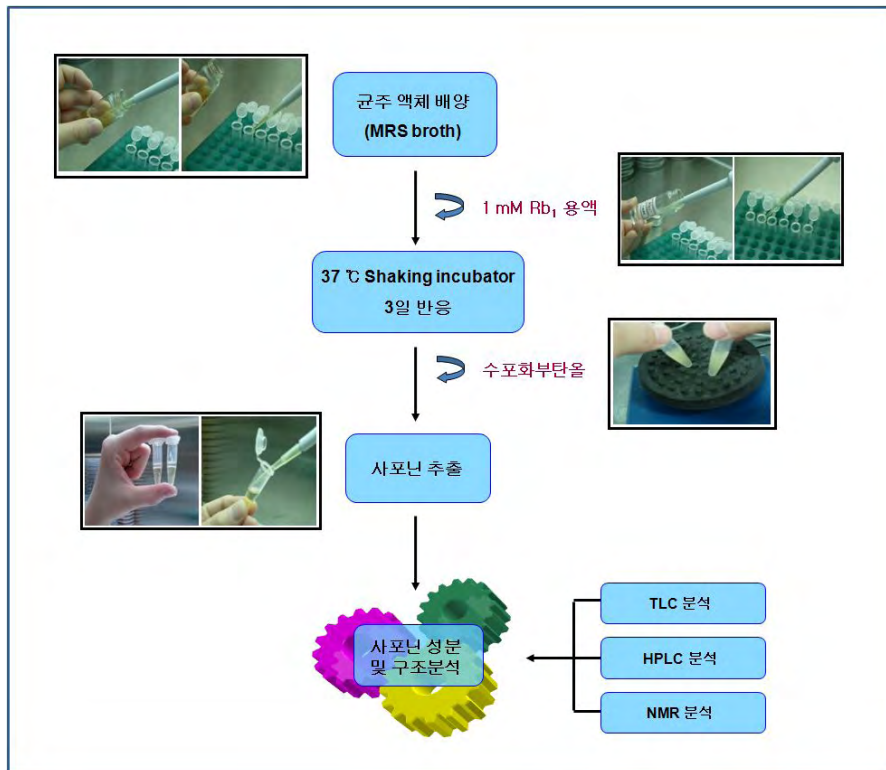 균주 액체 배양
(MRS broth)
1 mM Rb₁ 용액
37 ℃ Shaking incubator
3일 반응
수포화부탄올
사포닌 추출
사포닌 성분
및 구조분석
TLC 분석
HPLC 분석
NMR 분석